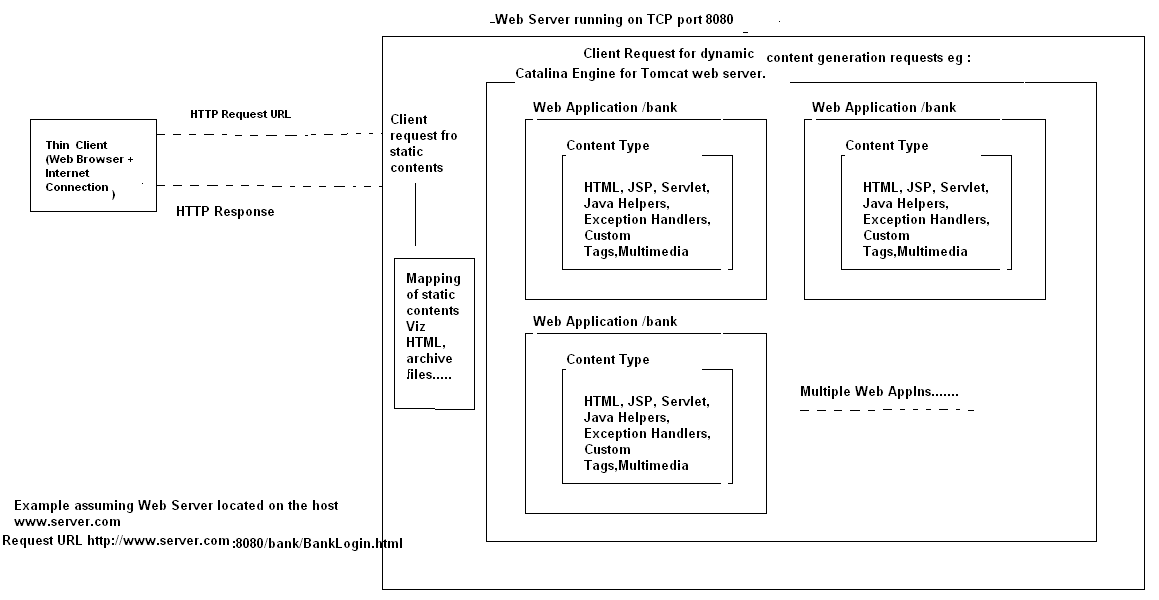 Web Server running on TCP port 8080
Client Request for dynamic content generation requests eg :
Catalina Engine for Tomcat web server.
HTTP Request URL
Thin Client
(Web Browser +
Internet
Connection
)
HTTP Response
Client
request fro
static
contents
Mapping
of static
contents
Viz
HTML,
archive
files.....
Web Application /bank
Content Type
HTML, JSP, Servlet,
Java Helpers,
Exception Handlers,
Custom
Tags,Multimedia
Web Application /bank
Content Type
HTML, JSP, Servlet,
Java Helpers,
Exception Handlers,
Custom
Tags,Multimedia
Web Application /bank
Content Type
HTML, JSP, Servlet,
Java Helpers,
Exception Handlers,
Custom
Tags,Multimedia
Multiple Web Applns.......
Example assuming Web Server located on the host
www.server.com
Request URL http://www.server.com:8080/bank/BankLogin.html